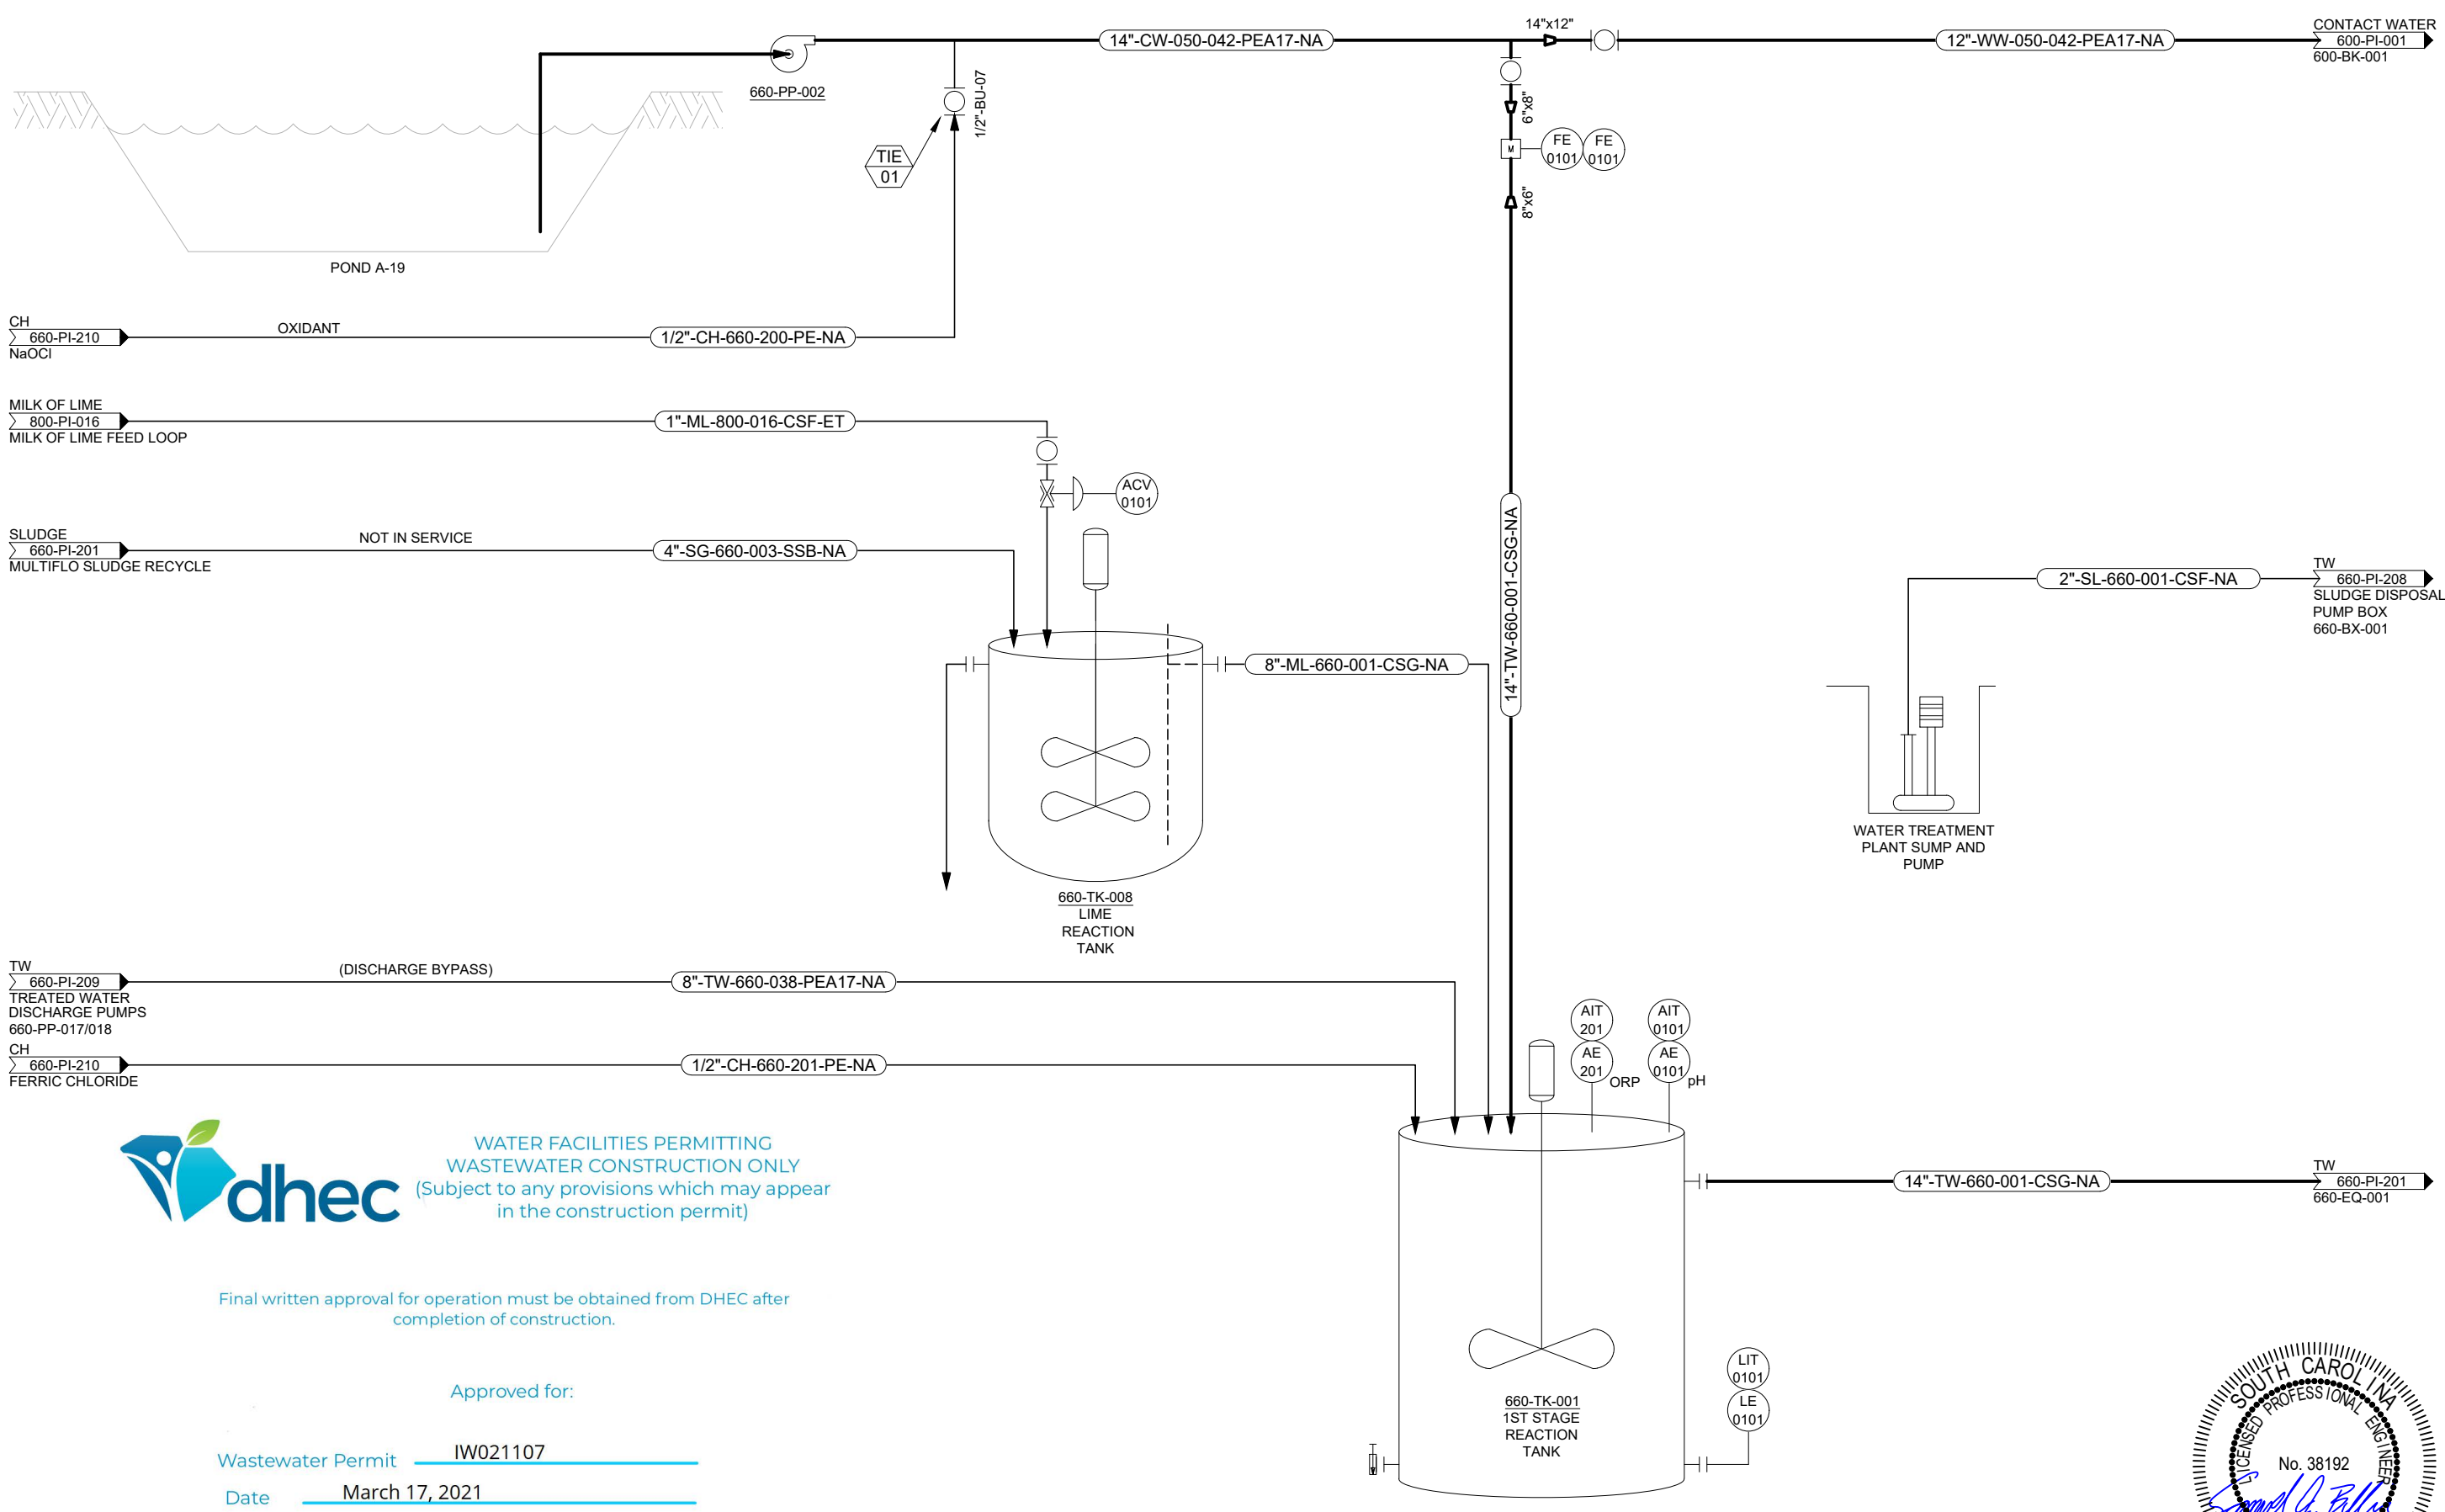 14"x12"
14"-CW-050-042-PEA17-NA
12"-WW-050-042-PEA17-NA
CONTACT WATER
600-PI-001
600-BK-001
660-PP-002
1/2"-BU-07
6"x8"
FE
0101
FE
0101
M
TIE
01
8"x6"
POND A-19
CH
660-PI-210
NaOCl
OXIDANT
1/2"-CH-660-200-PE-NA
MILK OF LIME
800-PI-016
MILK OF LIME FEED LOOP
1"-ML-800-016-CSF-ET
ACV
0101
SLUDGE
660-PI-201
MULTIFLO SLUDGE RECYCLE
NOT IN SERVICE
4"-SG-660-003-SSB-NA
14"-TW-660-001-CSG-NA
2"-SL-660-001-CSF-NA
TW
660-PI-208
SLUDGE DISPOSAL
PUMP BOX
660-BX-001
8"-ML-660-001-CSG-NA
WATER TREATMENT
PLANT SUMP AND
PUMP
660-TK-008
LIME
REACTION
TANK
TW
660-PI-209
TREATED WATER
DISCHARGE PUMPS
660-PP-017/018
(DISCHARGE BYPASS)
8"-TW-660-038-PEA17-NA
CH
660-PI-210
FERRIC CHLORIDE
1/2"-CH-660-201-PE-NA
AIT
201
AE
201
ORP
AIT
0101
AE
0101
pH
14"-TW-660-001-CSG-NA
TW
660-PI-201
660-EQ-001
dhec
WATER FACILITIES PERMITTING
WASTEWATER CONSTRUCTION ONLY
(Subject to any provisions which may appear
in the construction permit)
Final written approval for operation must be obtained from DHEC after
completion of construction.
Approved for:
Wastewater Permit IW021107
Date March 17, 2021
660-TK-001
1ST STAGE
REACTION
TANK
LIT
0101
LE
0101
SOUTH CAROLINA
LICENSED PROFESSIONAL ENGINEER
No. 38192